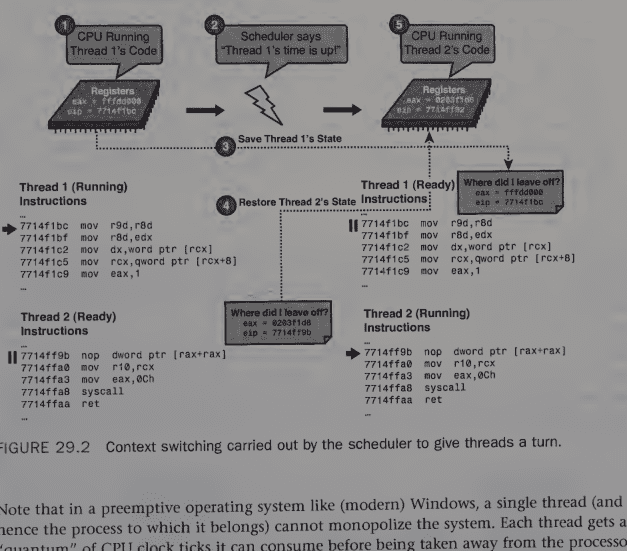 1
CPU Running
Thread 1's Code
2
Scheduler says
"Thread 1's time is up!"
5
CPU Running
Thread 2's Code
Registers
eax = fffdd000
eip = 7714f1bc
Registers
eax = 0203f1d6
eip =
3 Save Thread 1's State
Thread 1 (Running)
Instructions
...
7714f1bc mov r9d,r8d
7714f1bf mov r8d,edx
7714f1c2 mov dx,word ptr [rcx]
7714f1c5 mov rcx,qword ptr [rcx+8]
7714f1c9 mov eax,1
...
4 Restore Thread 2's State
Thread 1 (Ready)
Instructions
...
7714f1bc mov r9d,r8d
7714f1bf mov r8d,edx
7714f1c2 mov dx,word ptr [rcx]
7714f1c5 mov rcx,qword ptr [rcx+8]
7714f1c9 mov eax,1
...
Where did I leave off?
eax = fffdd000
eip = 7714f1bc
Thread 2 (Ready)
Instructions
...
7714ff9b nop dword ptr [rax+rax]
7714ffa0 mov r10,rcx
7714ffa3 mov eax,0Ch
7714ffa8 syscall
7714ffaa ret
...
Where did I leave off?
eax = 0203f1d6
eip = 7714ff9b
Thread 2 (Running)
Instructions
...
7714ff9b nop dword ptr [rax+rax]
7714ffa0 mov r10,rcx
7714ffa3 mov eax,0Ch
7714ffa8 syscall
7714ffaa ret
...
FIGURE 29.2 Context switching carried out by the scheduler to give threads a turn.
Note that in a preemptive operating system like (modern) Windows, a single thread (and
hence the process to which it belongs) cannot monopolize the system. Each thread gets a
"quantum" of CPU clock ticks it can consume before being taken away from the processo